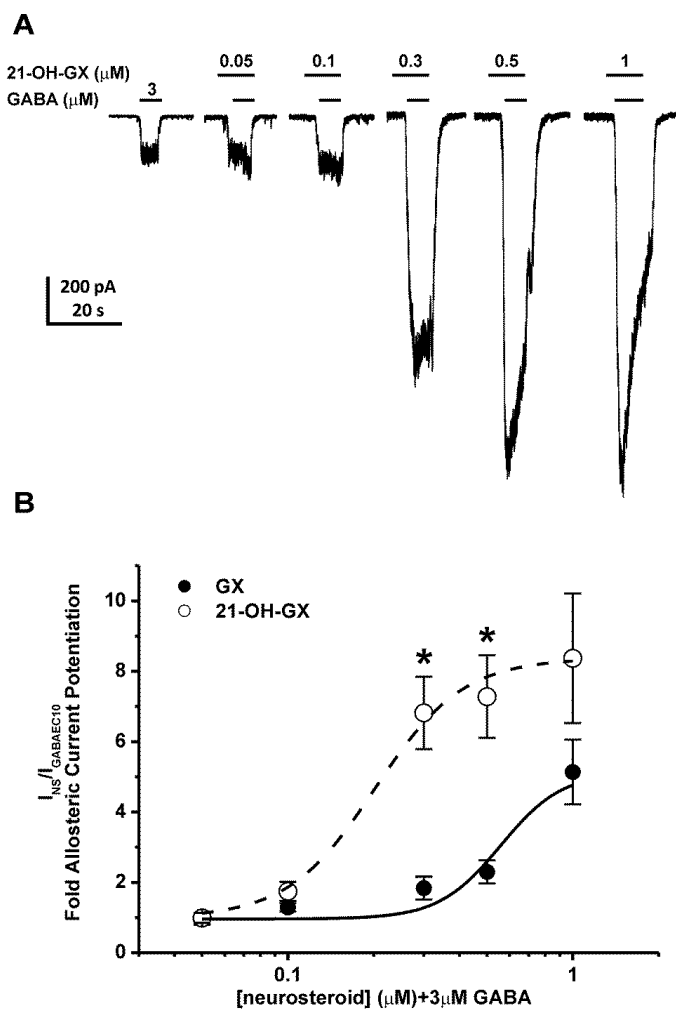 A
21-OH-GX (μM) 0.05 0.1 0.3 0.5 1
GABA (μM) 3
200 pA
20 s
B
GX
21-OH-GX
* *
10
8
6
4
2
0
I_NS/I_GABAEC10
Fold Allosteric Current Potentiation
0.1 1
[neurosteroid] (μM)+3μM GABA